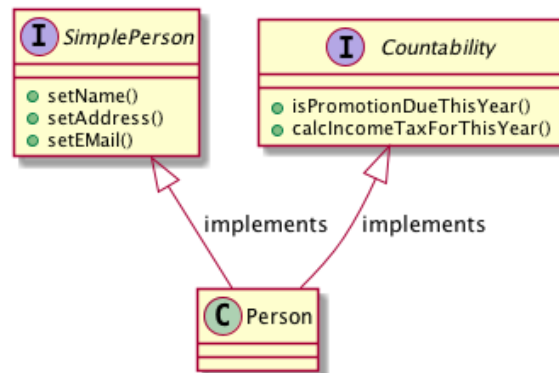 I SimplePerson
setName()
setAddress()
setEMail()
I Countability
isPromotionDueThisYear()
calcIncomeTaxForThisYear()
implements
implements
C Person